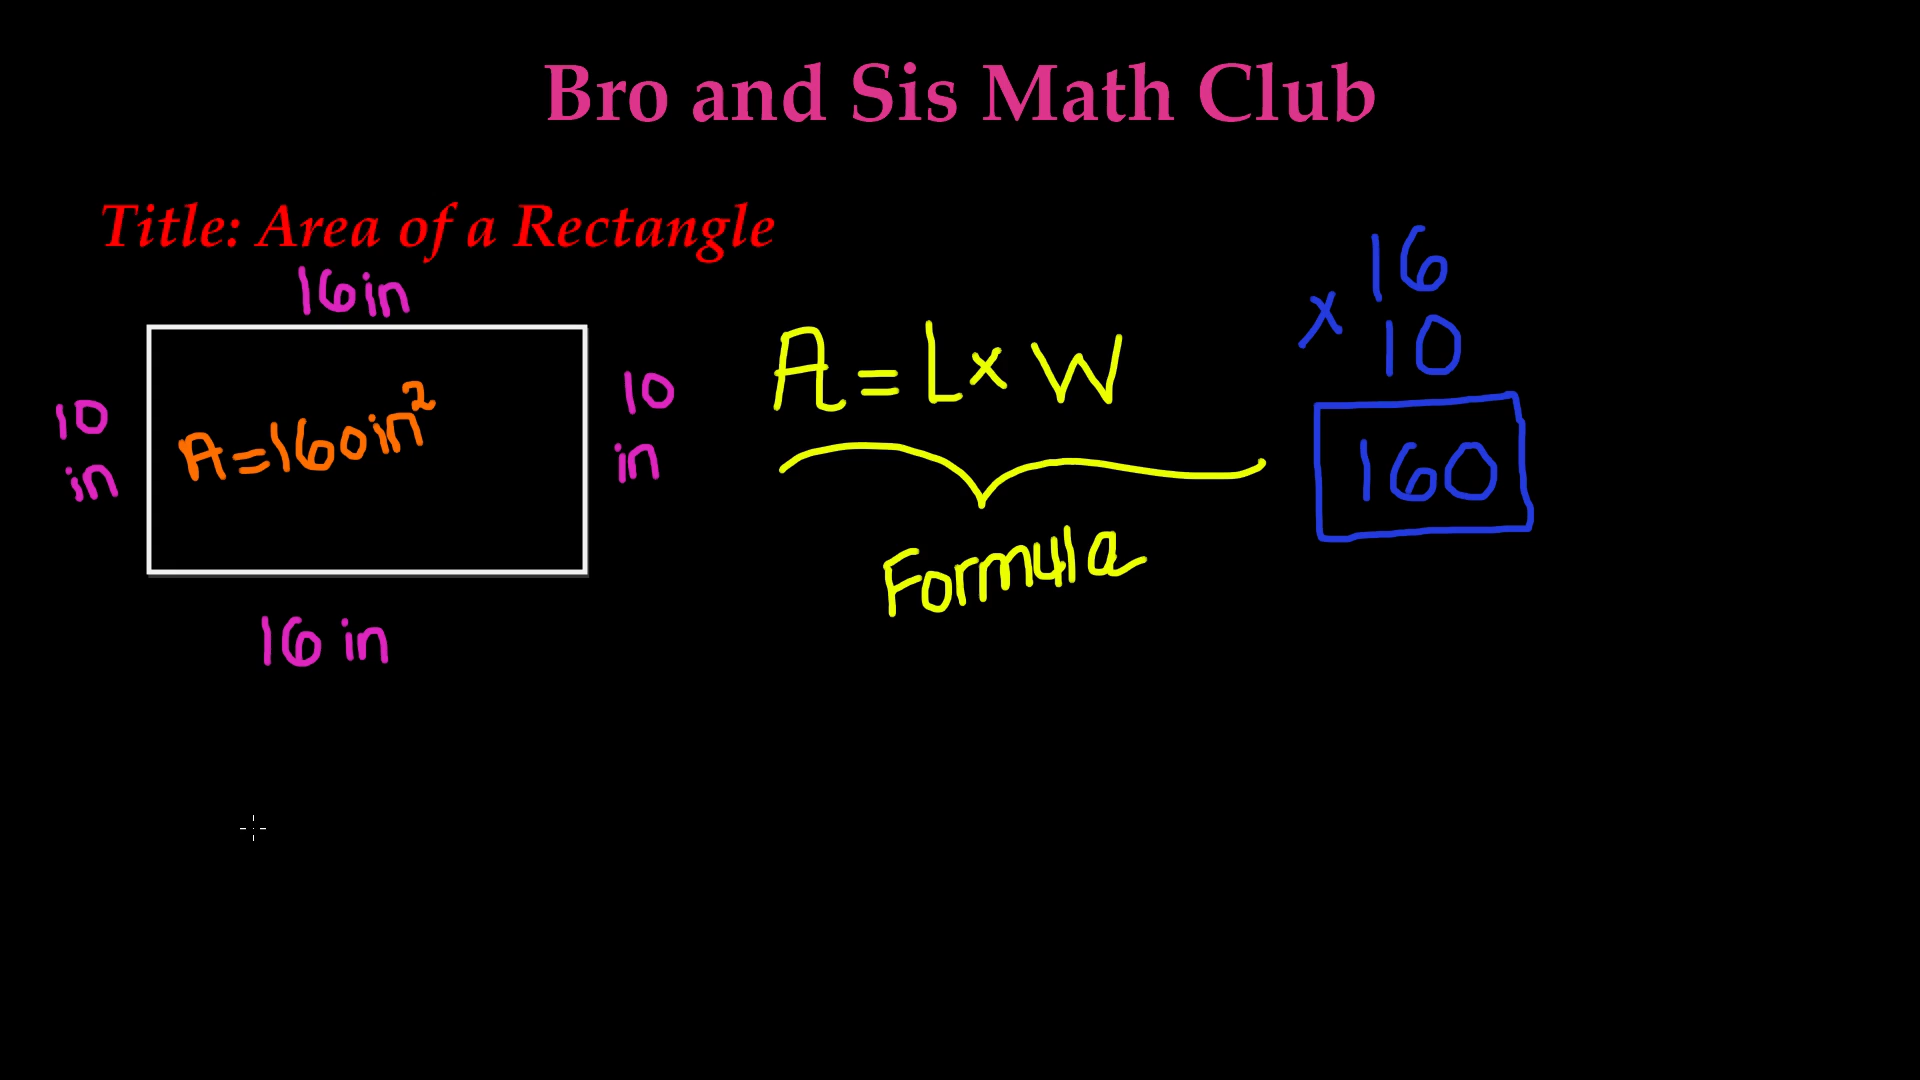 Bro and Sis Math Club
Title: Area of a Rectangle
16in
10
in
A=160in²
10
in
16 in
A=L×W
Formula
16
×10
160